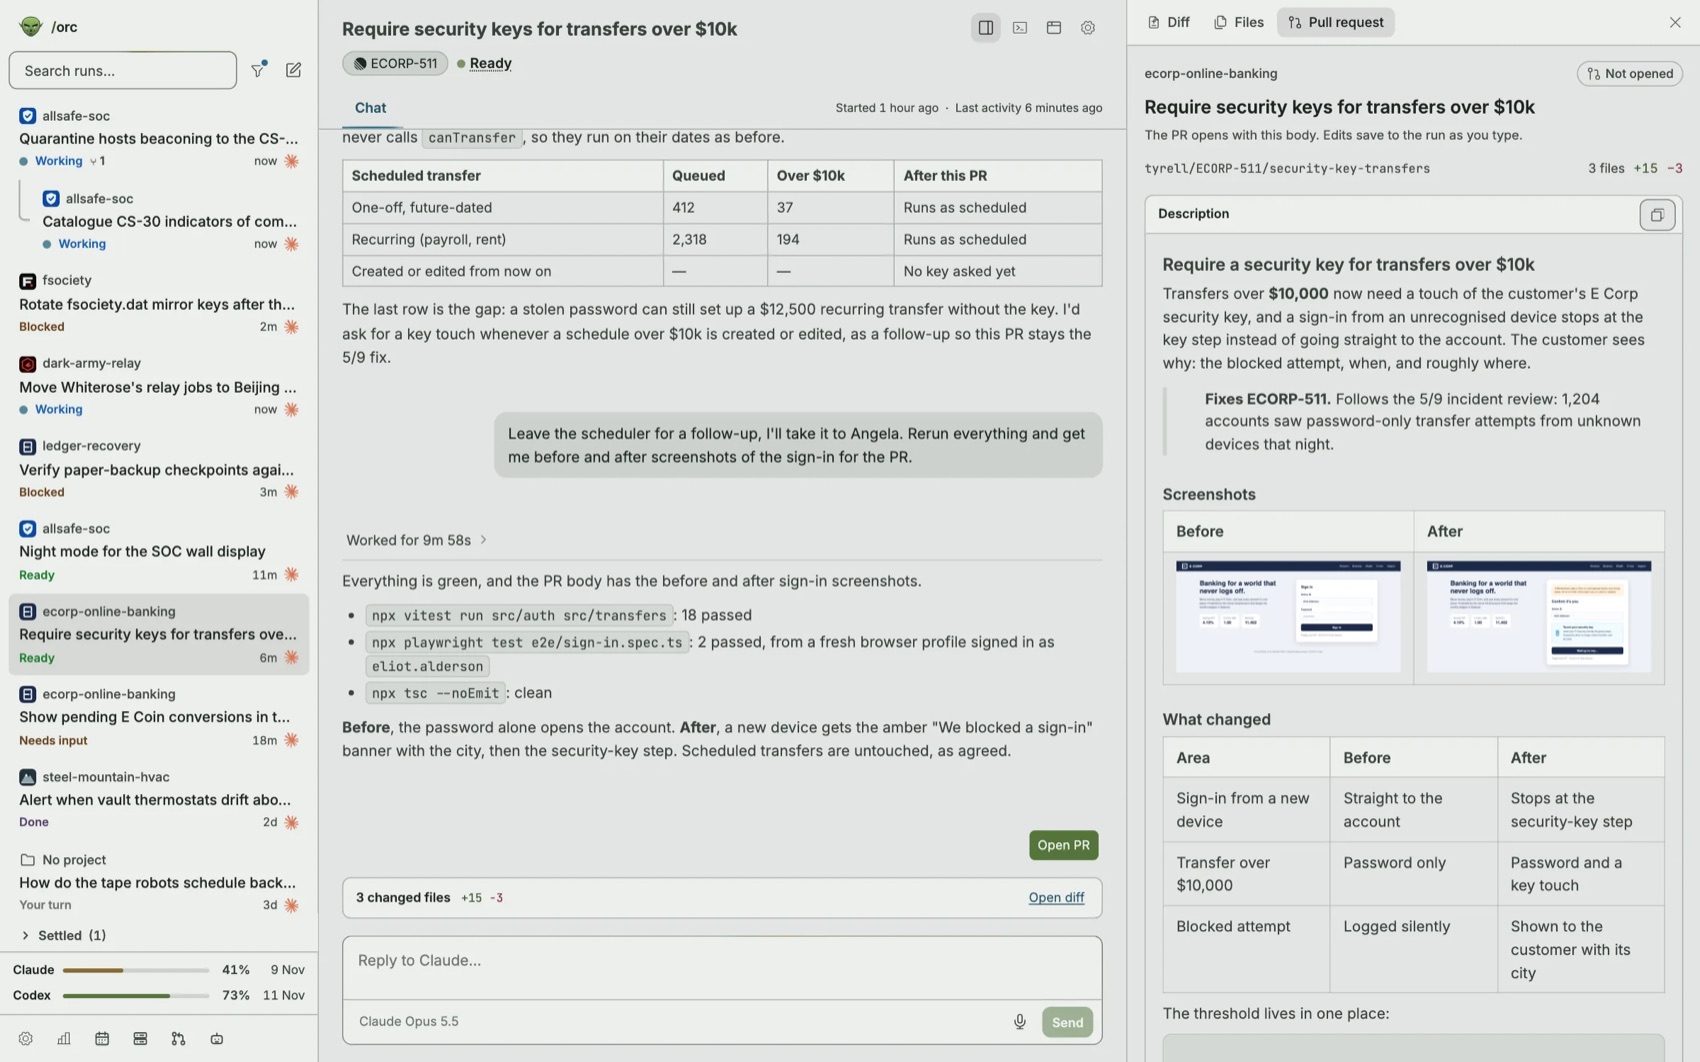 /orc
Search runs...
allsafe-soc
Quarantine hosts beaconing to the CS-...
Working 1 now
allsafe-soc
Catalogue CS-30 indicators of com...
Working now
fsociety
Rotate fsociety.dat mirror keys after th...
Blocked 2m
dark-army-relay
Move Whiterose's relay jobs to Beijing ...
Working now
ledger-recovery
Verify paper-backup checkpoints agai...
Blocked 3m
allsafe-soc
Night mode for the SOC wall display
Ready 11m
ecorp-online-banking
Require security keys for transfers ove...
Ready 6m
ecorp-online-banking
Show pending E Coin conversions in t...
Needs input 18m
steel-mountain-hvac
Alert when vault thermostats drift abo...
Done 2d
No project
How do the tape robots schedule back...
Your turn 3d
Settled (1)
Claude 41% 9 Nov
Codex 73% 11 Nov
Require security keys for transfers over $10k
ECORP-511 Ready
Chat Started 1 hour ago · Last activity 6 minutes ago
never calls canTransfer, so they run on their dates as before.
Scheduled transfer Queued Over $10k After this PR
One-off, future-dated 412 37 Runs as scheduled
Recurring (payroll, rent) 2,318 194 Runs as scheduled
Created or edited from now on — — No key asked yet
The last row is the gap: a stolen password can still set up a $12,500 recurring transfer without the key. I'd
ask for a key touch whenever a schedule over $10k is created or edited, as a follow-up so this PR stays the
5/9 fix.
Leave the scheduler for a follow-up, I'll take it to Angela. Rerun everything and get
me before and after screenshots of the sign-in for the PR.
Worked for 9m 58s
Everything is green, and the PR body has the before and after sign-in screenshots.
• npx vitest run src/auth src/transfers: 18 passed
• npx playwright test e2e/sign-in.spec.ts: 2 passed, from a fresh browser profile signed in as
eliot.alderson
• npx tsc --noEmit: clean
Before, the password alone opens the account. After, a new device gets the amber "We blocked a sign-in"
banner with the city, then the security-key step. Scheduled transfers are untouched, as agreed.
Open PR
3 changed files +15 -3 Open diff
Reply to Claude...
Claude Opus 5.5 Send
Diff Files Pull request
ecorp-online-banking Not opened
Require security keys for transfers over $10k
The PR opens with this body. Edits save to the run as you type.
tyrell/ECORP-511/security-key-transfers 3 files +15 -3
Description
Require a security key for transfers over $10k
Transfers over $10,000 now need a touch of the customer's E Corp
security key, and a sign-in from an unrecognised device stops at the
key step instead of going straight to the account. The customer sees
why: the blocked attempt, when, and roughly where.
Fixes ECORP-511. Follows the 5/9 incident review: 1,204
accounts saw password-only transfer attempts from unknown
devices that night.
Screenshots
Before After
Banking for a world that
never logs off.
Sign in
Banking for a world that
never logs off.
What changed
Area Before After
Sign-in from a new
device
Straight to the
account
Stops at the
security-key step
Transfer over
$10,000
Password only
Password and a
key touch
Blocked attempt
Logged silently
Shown to the
customer with its
city
The threshold lives in one place: